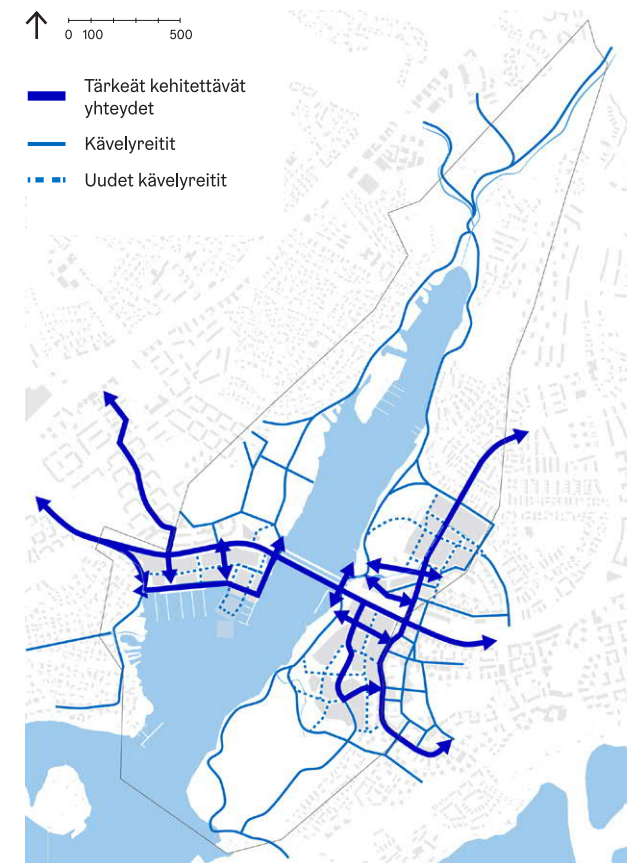 0 100 500
Tärkeät kehitettävät
yhteydet
Kävelyreitit
Uudet kävelyreitit